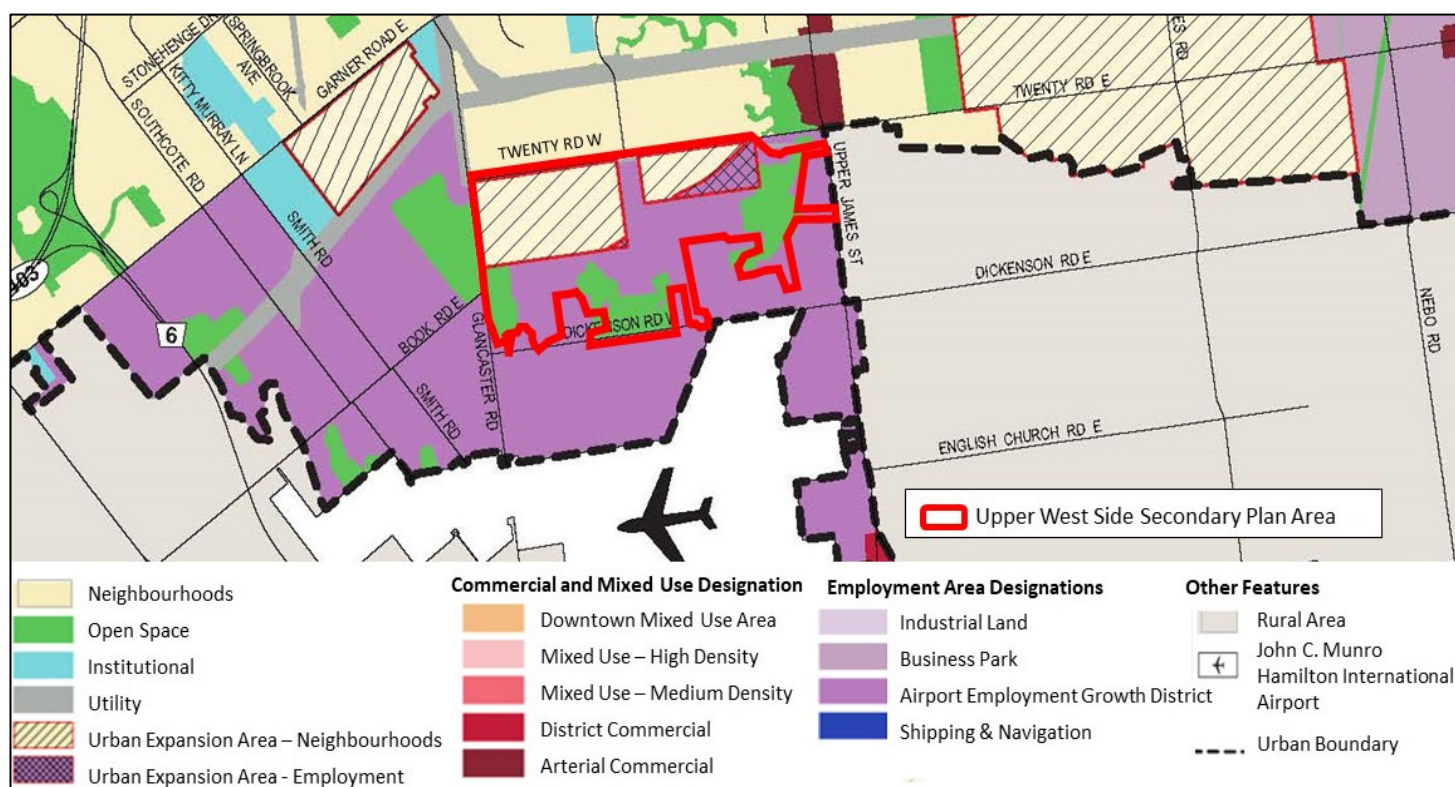 STONEHENGE DR
SPRINGBROOK
AVE
KITTY MURRAY LN
SOUTHCOTE RD
GARNER ROAD E
SMITH RD
TWENTY RD W
TWENTY RD E
UPPER JAMES ST
DICKENSON RD E
NEBO RD
BOOK RD E
GLANCASTER RD
DICKENSON RD W
6
SMITH RD
ENGLISH CHURCH RD E
Upper West Side Secondary Plan Area
Neighbourhoods
Open Space
Institutional
Utility
Urban Expansion Area – Neighbourhoods
Urban Expansion Area - Employment
Commercial and Mixed Use Designation
Downtown Mixed Use Area
Mixed Use – High Density
Mixed Use – Medium Density
District Commercial
Arterial Commercial
Employment Area Designations
Industrial Land
Business Park
Airport Employment Growth District
Shipping & Navigation
Other Features
Rural Area
John C. Munro
Hamilton International
Airport
Urban Boundary